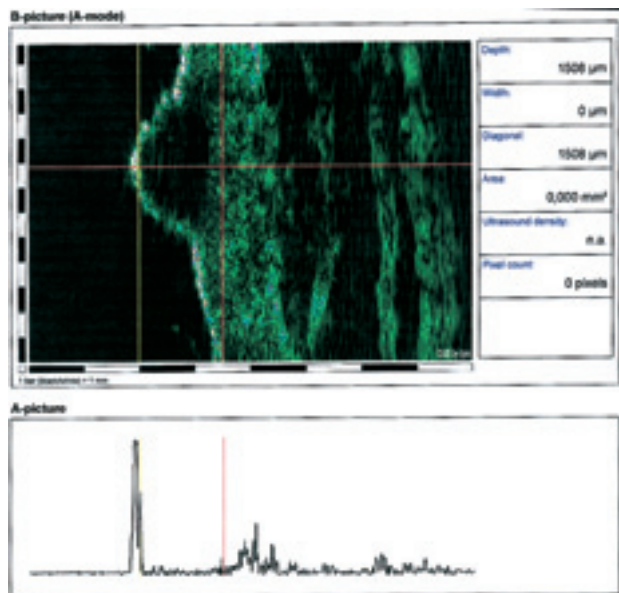 B-picture (A-mode)
Depth:
1508 µm
Width:
0 µm
Diagonal:
1508 µm
Area:
0,000 mm²
Ultrasound density:
n.a.
Pixel count:
0 pixels
1 bar (black/white) = 1 mm
A-picture